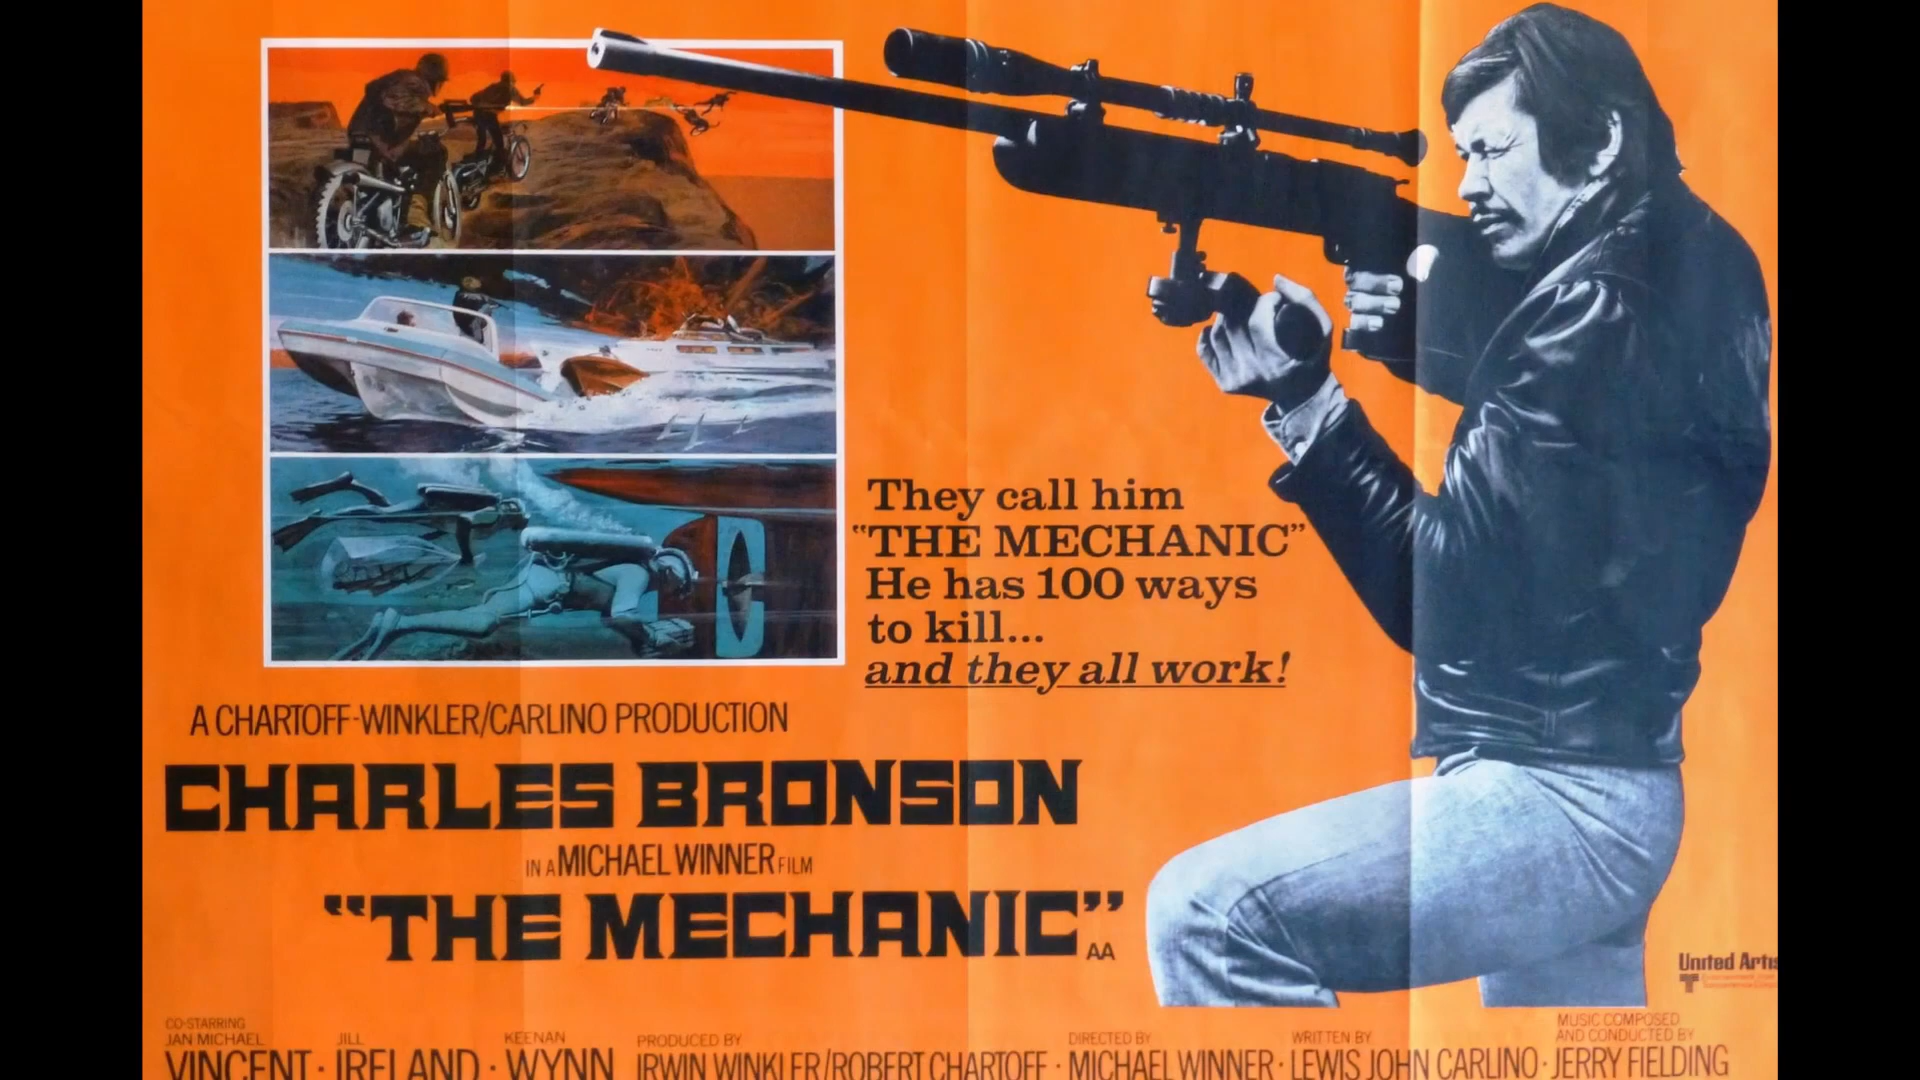 They call him
“THE MECHANIC”
He has 100 ways
to kill...
and they all work!
A CHARTOFF-WINKLER/CARLINO PRODUCTION
CHARLES BRONSON
IN A MICHAEL WINNER FILM
“THE MECHANIC”
AA
United Artis
CO-STARRING
JAN MICHAEL VINCENT · JILL IRELAND · KEENAN WYNN
PRODUCED BY IRWIN WINKLER/ROBERT CHARTOFF · DIRECTED BY MICHAEL WINNER · WRITTEN BY LEWIS JOHN CARLINO · MUSIC COMPOSED AND CONDUCTED BY JERRY FIELDING